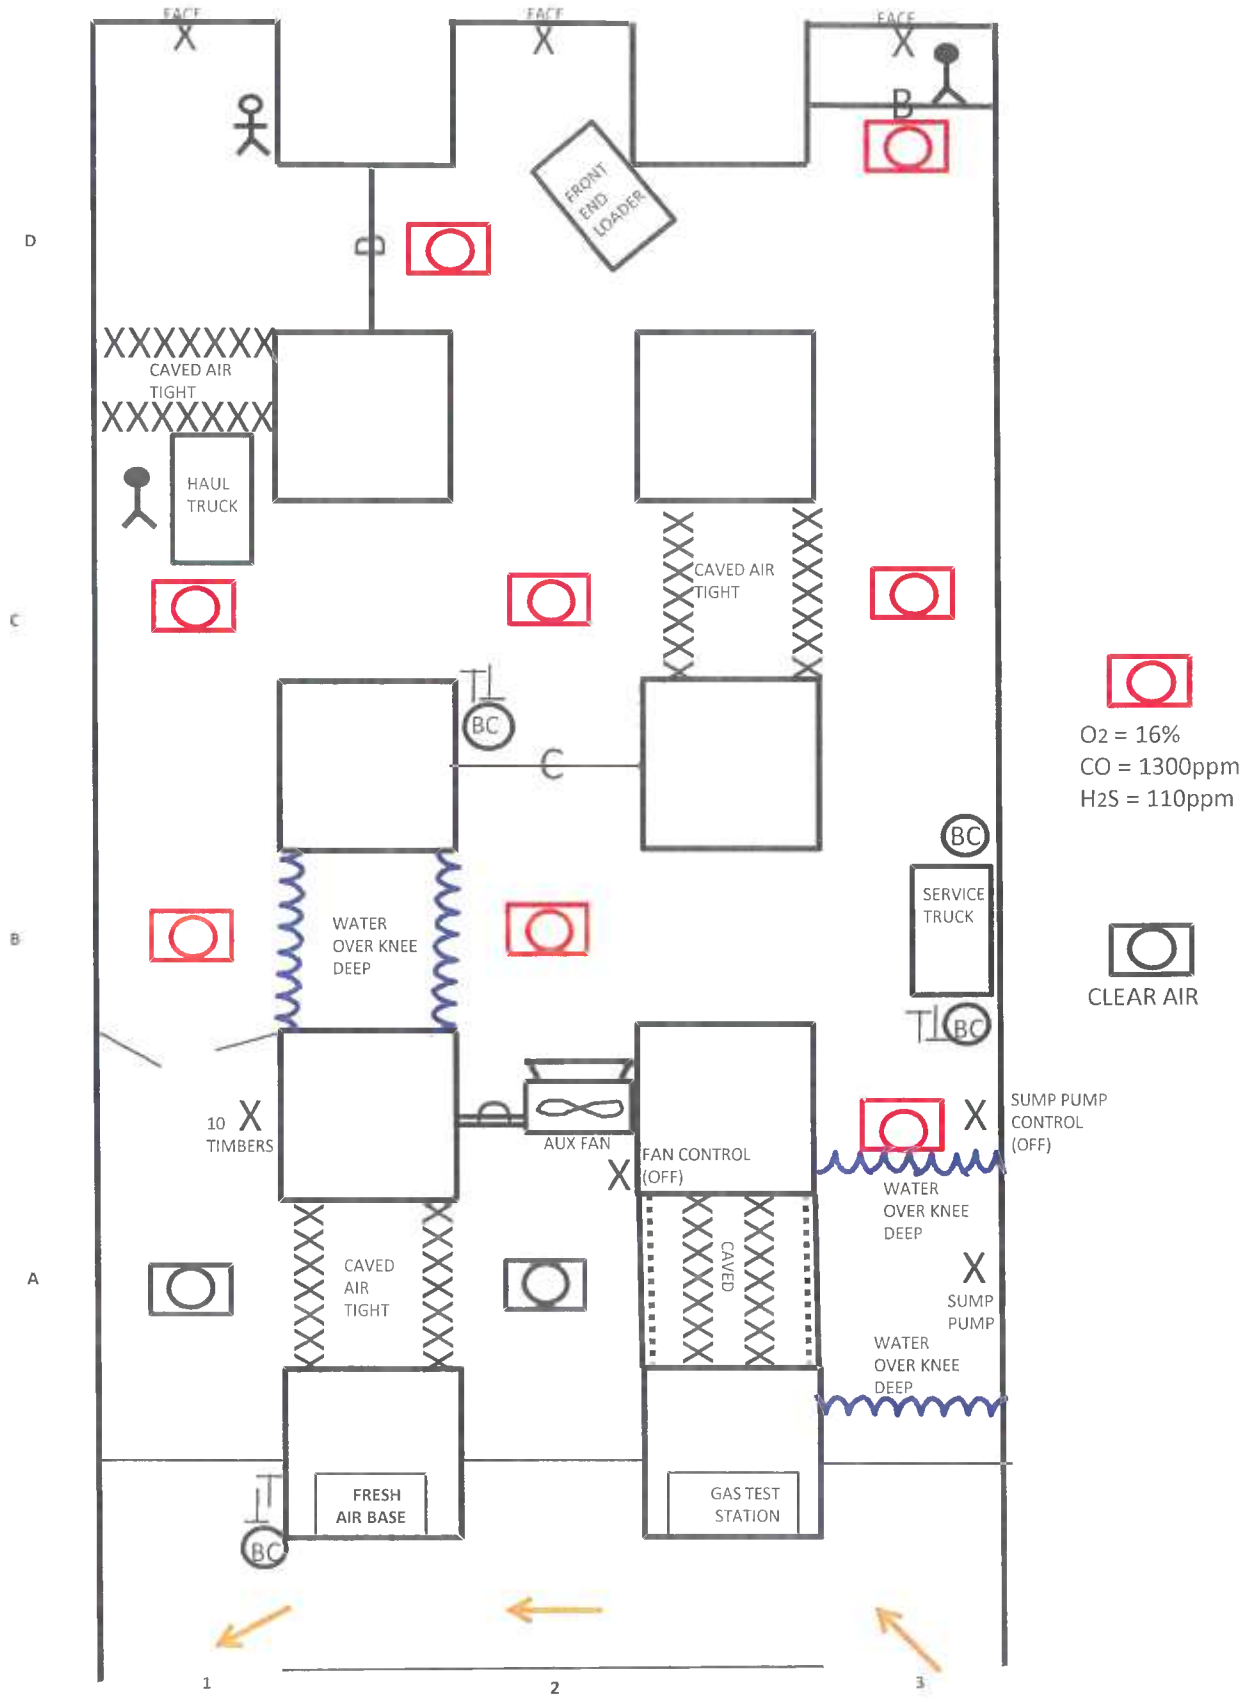 FACE
FACE
FACE
X
X
X
B
FRONT
END
LOADER
D
B
XXXXXXX
CAVED AIR
TIGHT
XXXXXXX
HAUL
TRUCK
CAVED AIR
TIGHT
C
O2 = 16%
CO = 1300ppm
H2S = 110ppm
BC
C
BC
SERVICE
TRUCK
WATER
OVER KNEE
DEEP
B
CLEAR AIR
BC
10
TIMBERS
X
AUX FAN
FAN CONTROL
(OFF)
X
X
SUMP PUMP
CONTROL
(OFF)
WATER
OVER KNEE
DEEP
A
CAVED
AIR
TIGHT
CAVED
X
SUMP
PUMP
WATER
OVER KNEE
DEEP
FRESH
AIR BASE
GAS TEST
STATION
BC
1
2
3